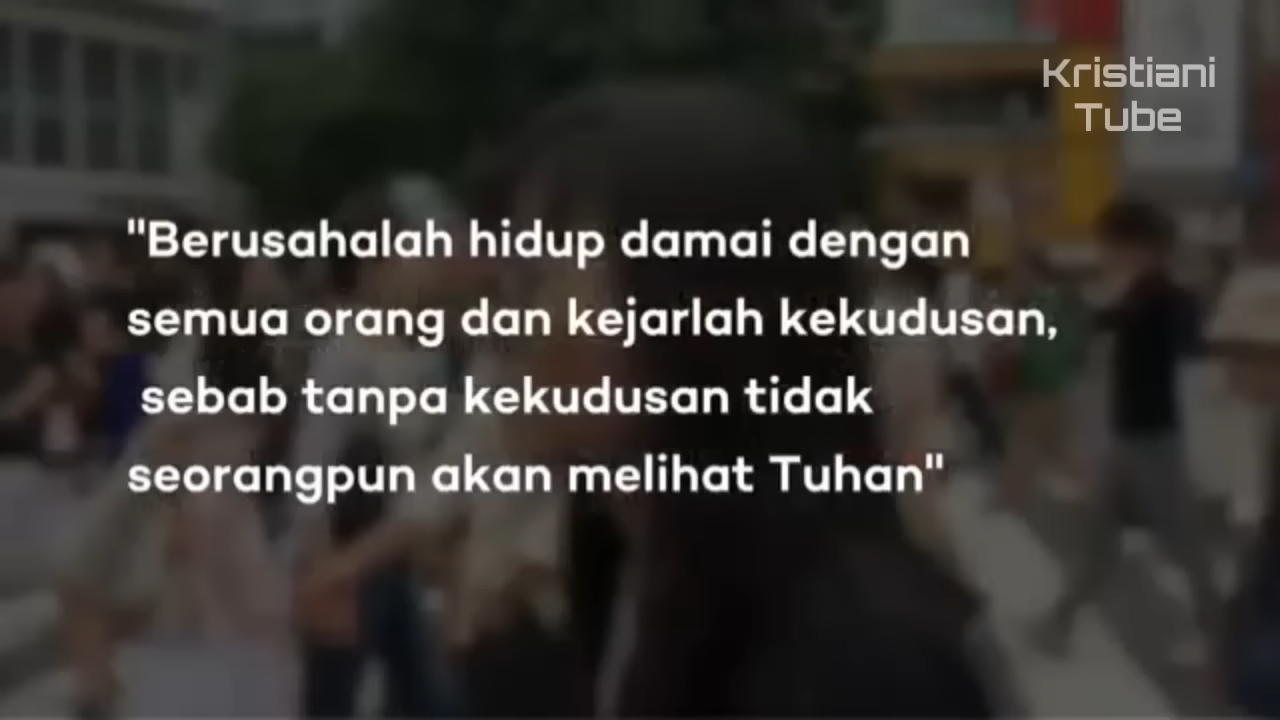 Kristiani
Tube
"Berusahalah hidup damai dengan
semua orang dan kejarlah kekudusan,
sebab tanpa kekudusan tidak
seorangpun akan melihat Tuhan"